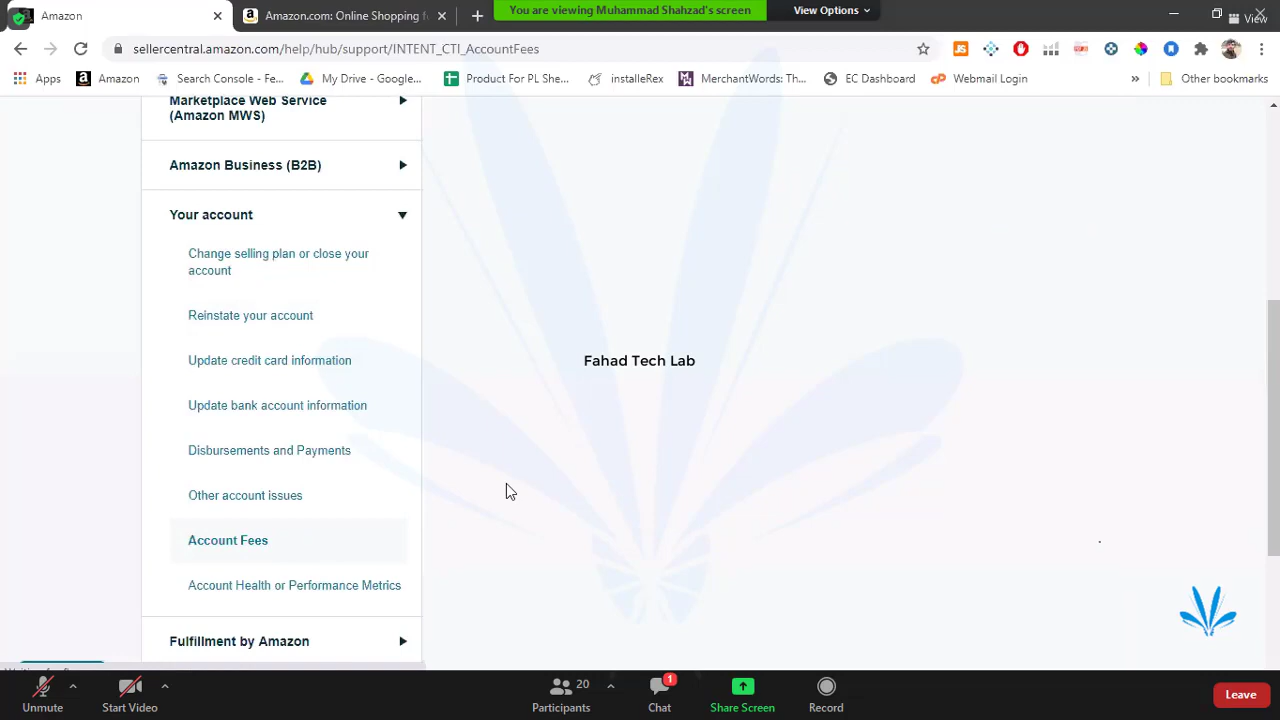 Amazon
Amazon.com: Online Shopping f
You are viewing Muhammad Shahzad's screen
View Options
View
sellercentral.amazon.com/help/hub/support/INTENT_CTI_AccountFees
Apps
Amazon
Search Console - Fe...
My Drive - Google...
Product For PL She...
installeRex
MerchantWords: Th...
EC Dashboard
Webmail Login
»
Other bookmarks
Marketplace Web Service
(Amazon MWS)
Amazon Business (B2B)
Your account
Change selling plan or close your
account
Reinstate your account
Update credit card information
Fahad Tech Lab
Update bank account information
Disbursements and Payments
Other account issues
Account Fees
Account Health or Performance Metrics
Fulfillment by Amazon
20
1
Unmute
Start Video
Participants
Chat
Share Screen
Record
Leave